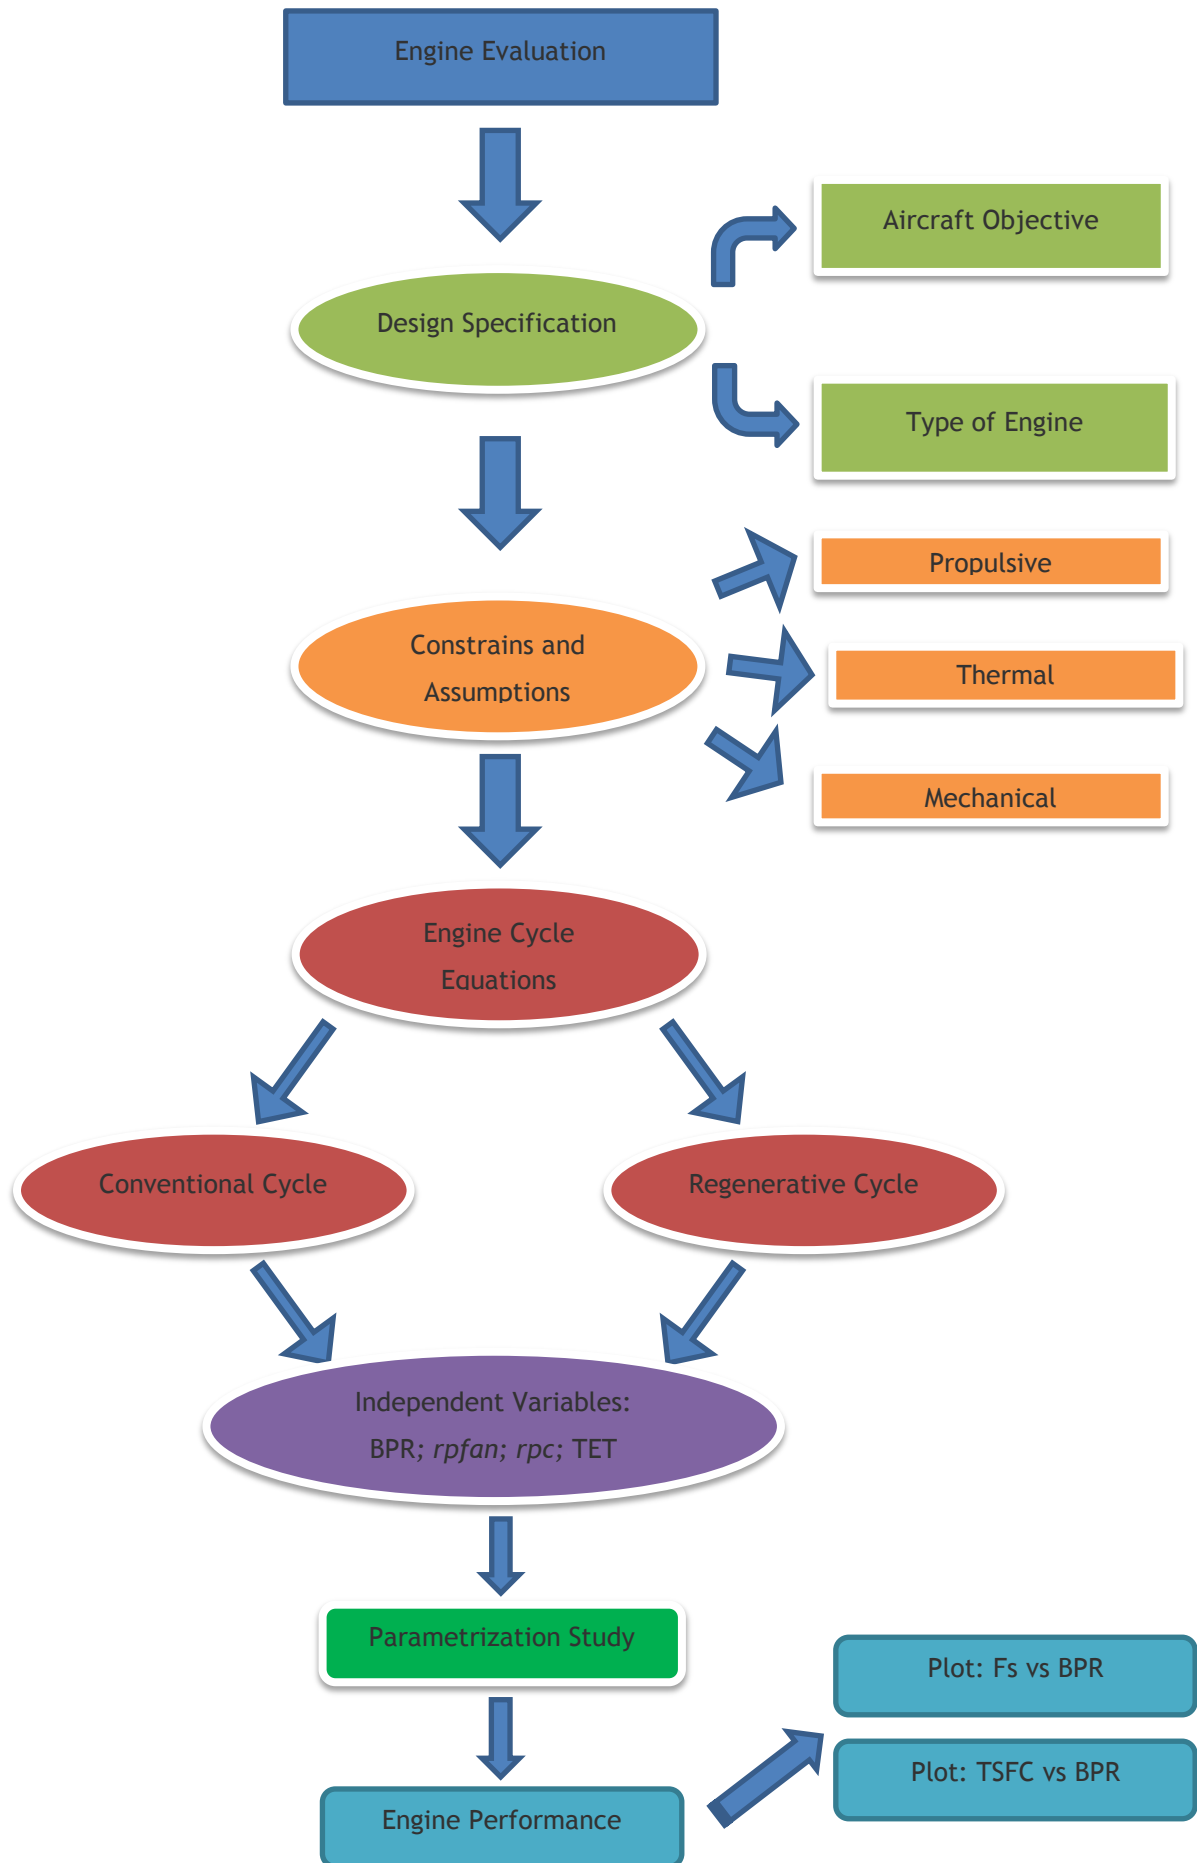 Engine Evaluation
Aircraft Objective
Design Specification
Type of Engine
Propulsive
Constrains and
Assumptions
Thermal
Mechanical
Engine Cycle
Equations
Conventional Cycle
Regenerative Cycle
Independent Variables:
BPR; rpfan; rpc; TET
Parametrization Study
Plot: Fs vs BPR
Plot: TSFC vs BPR
Engine Performance